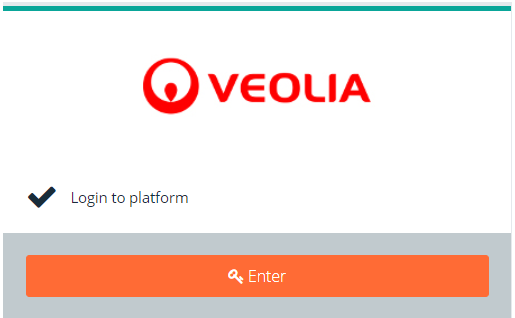 VEOLIA
Login to platform
Enter